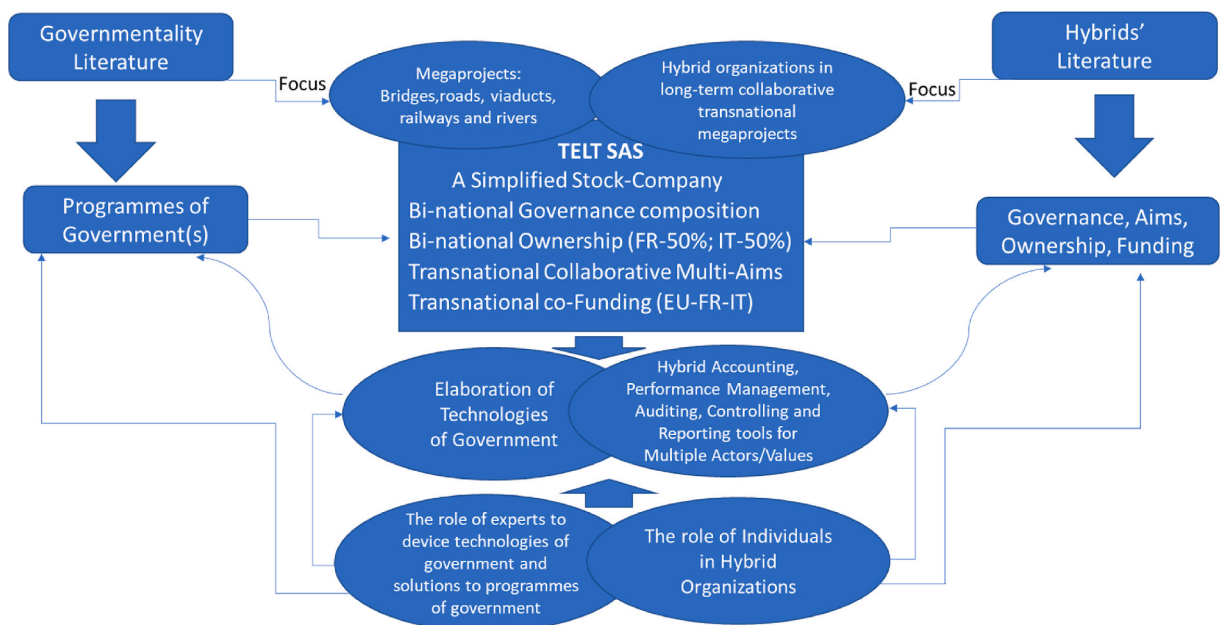 Governmentality
Literature
Hybrids'
Literature
Focus
Megaprojects:
Bridges,roads, viaducts,
railways and rivers
Hybrid organizations in
long-term collaborative
transnational
megaprojects
Focus
TELT SAS
A Simplified Stock-Company
Bi-national Governance composition
Bi-national Ownership (FR-50%; IT-50%)
Transnational Collaborative Multi-Aims
Transnational co-Funding (EU-FR-IT)
Programmes of
Government(s)
Governance, Aims,
Ownership, Funding
Elaboration of
Technologies
of Government
Hybrid Accounting,
Performance Management,
Auditing, Controlling and
Reporting tools for
Multiple Actors/Values
The role of experts to
device technologies of
government and
solutions to programmes
of government
The role of Individuals
in Hybrid
Organizations